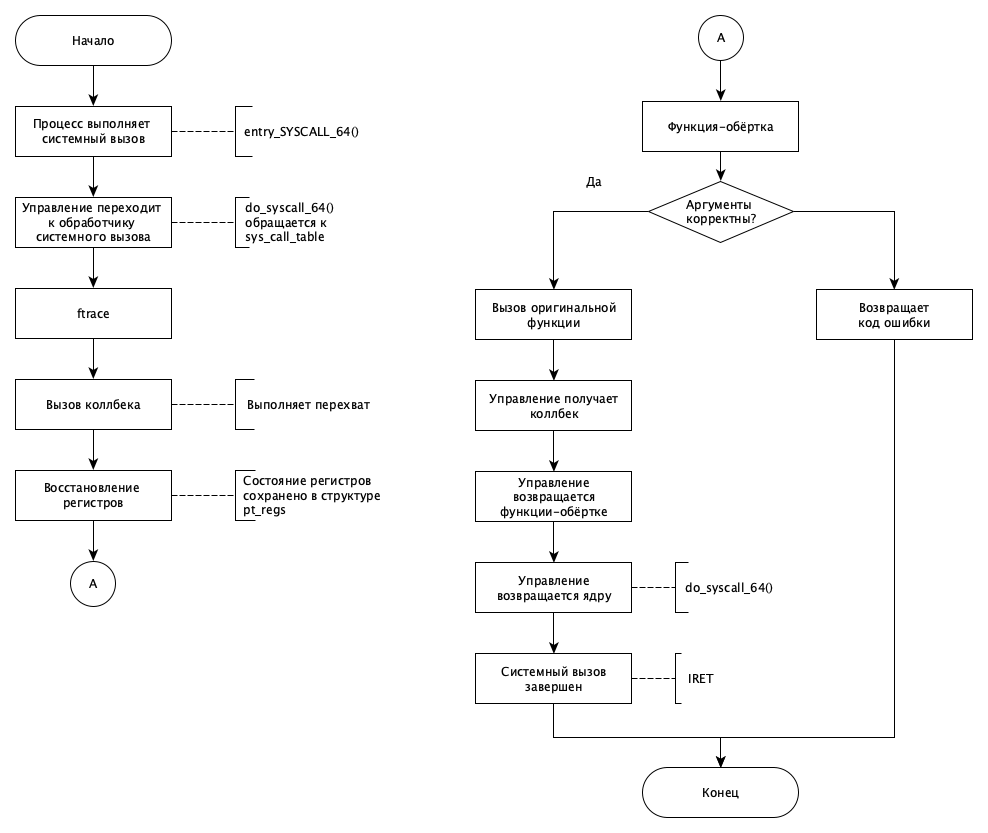 Начало
Процесс выполняет
системный вызов
entry_SYSCALL_64()
Управление переходит
к обработчику
системного вызова
do_syscall_64()
обращается к
sys_call_table
ftrace
Вызов коллбека
Выполняет перехват
Восстановление
регистров
Состояние регистров
сохранено в структуре
pt_regs
А
А
Функция-обёртка
Да
Аргументы
корректны?
Вызов оригинальной
функции
Возвращает
код ошибки
Управление получает
коллбек
Управление
возвращается
функции-обёртке
Управление
возвращается ядру
do_syscall_64()
Системный вызов
завершен
IRET
Конец